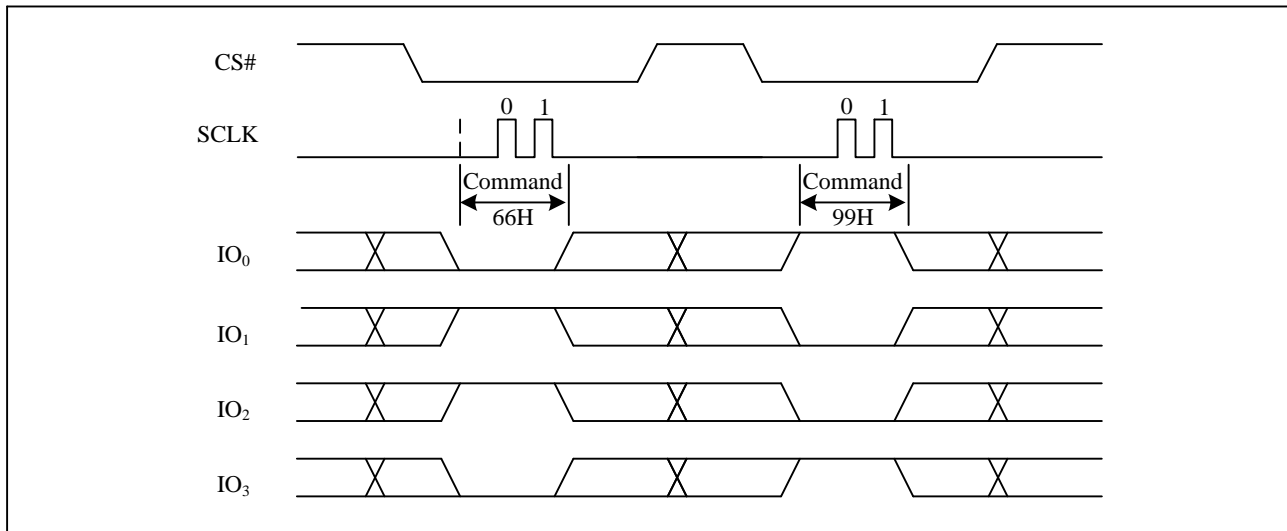 CS#
0 1 0 1
SCLK
Command Command
66H 99H
IO₀
IO₁
IO₂
IO₃